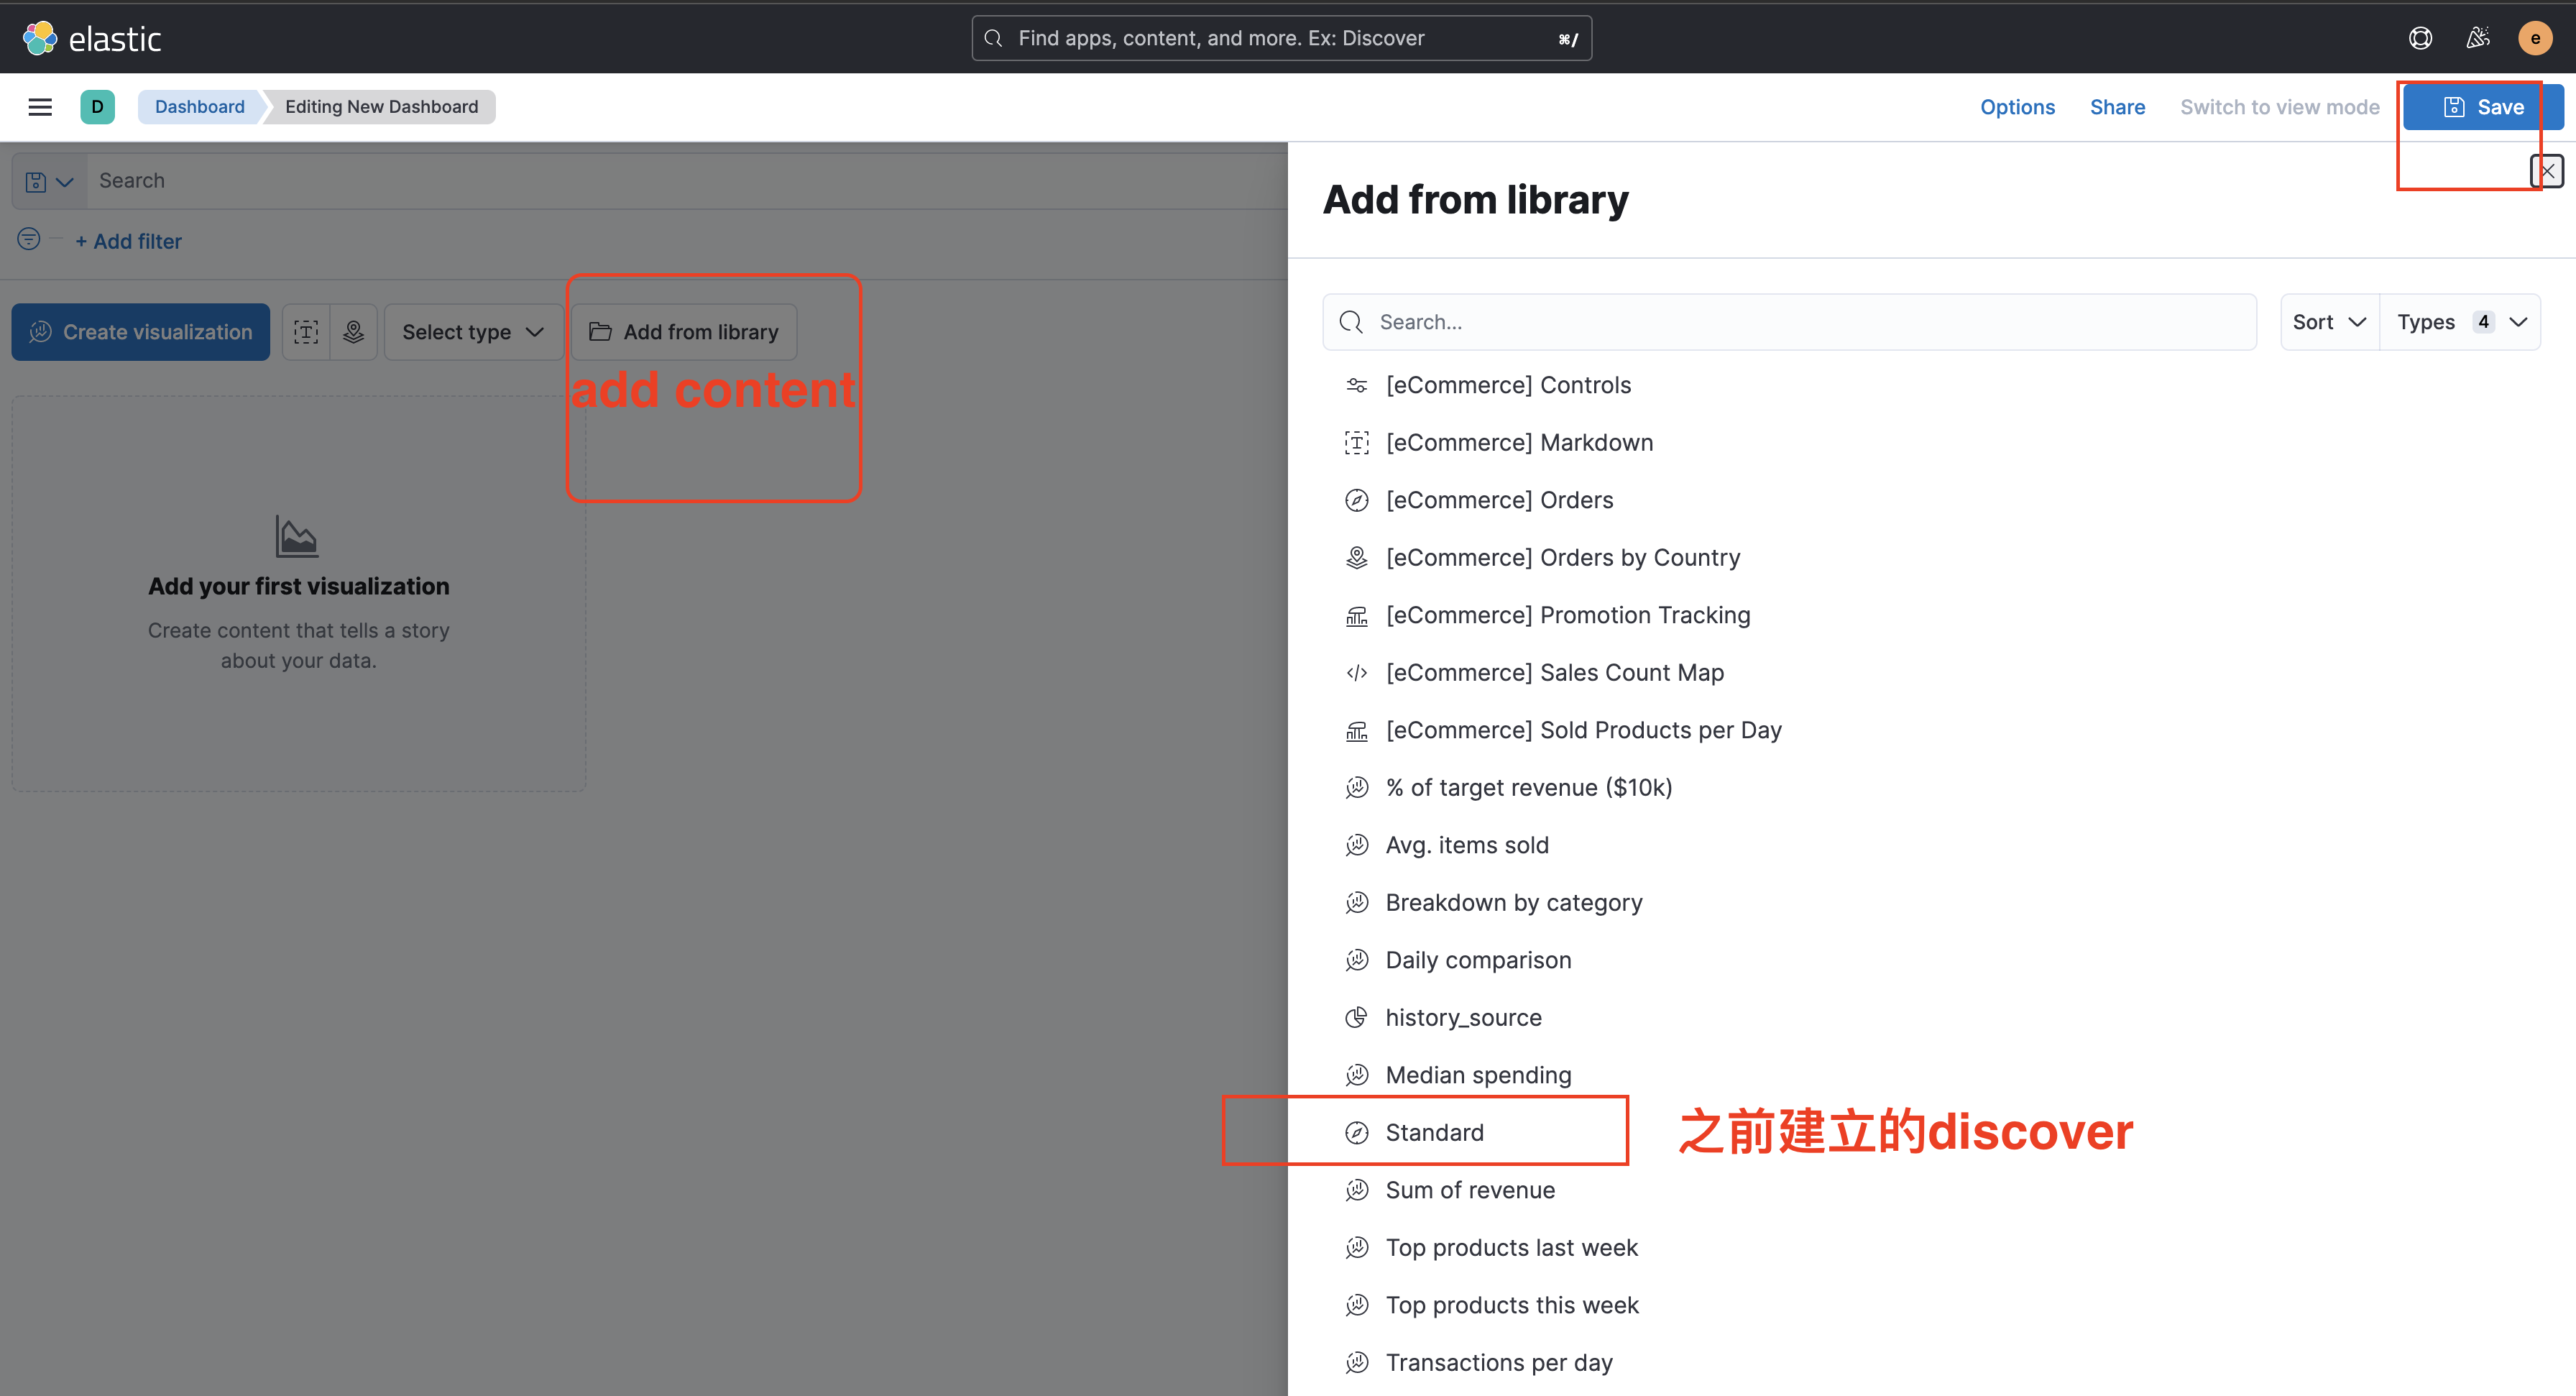 elastic
Find apps, content, and more. Ex: Discover
⌘/
e
D
Dashboard
Editing New Dashboard
Options
Share
Switch to view mode
Save
Search
+ Add filter
Create visualization
Select type
Add from library
add content
Add your first visualization
Create content that tells a story
about your data.
Add from library
Search...
Sort
Types 4
[eCommerce] Controls
[eCommerce] Markdown
[eCommerce] Orders
[eCommerce] Orders by Country
[eCommerce] Promotion Tracking
[eCommerce] Sales Count Map
[eCommerce] Sold Products per Day
% of target revenue ($10k)
Avg. items sold
Breakdown by category
Daily comparison
history_source
Median spending
Standard
之前建立的discover
Sum of revenue
Top products last week
Top products this week
Transactions per day